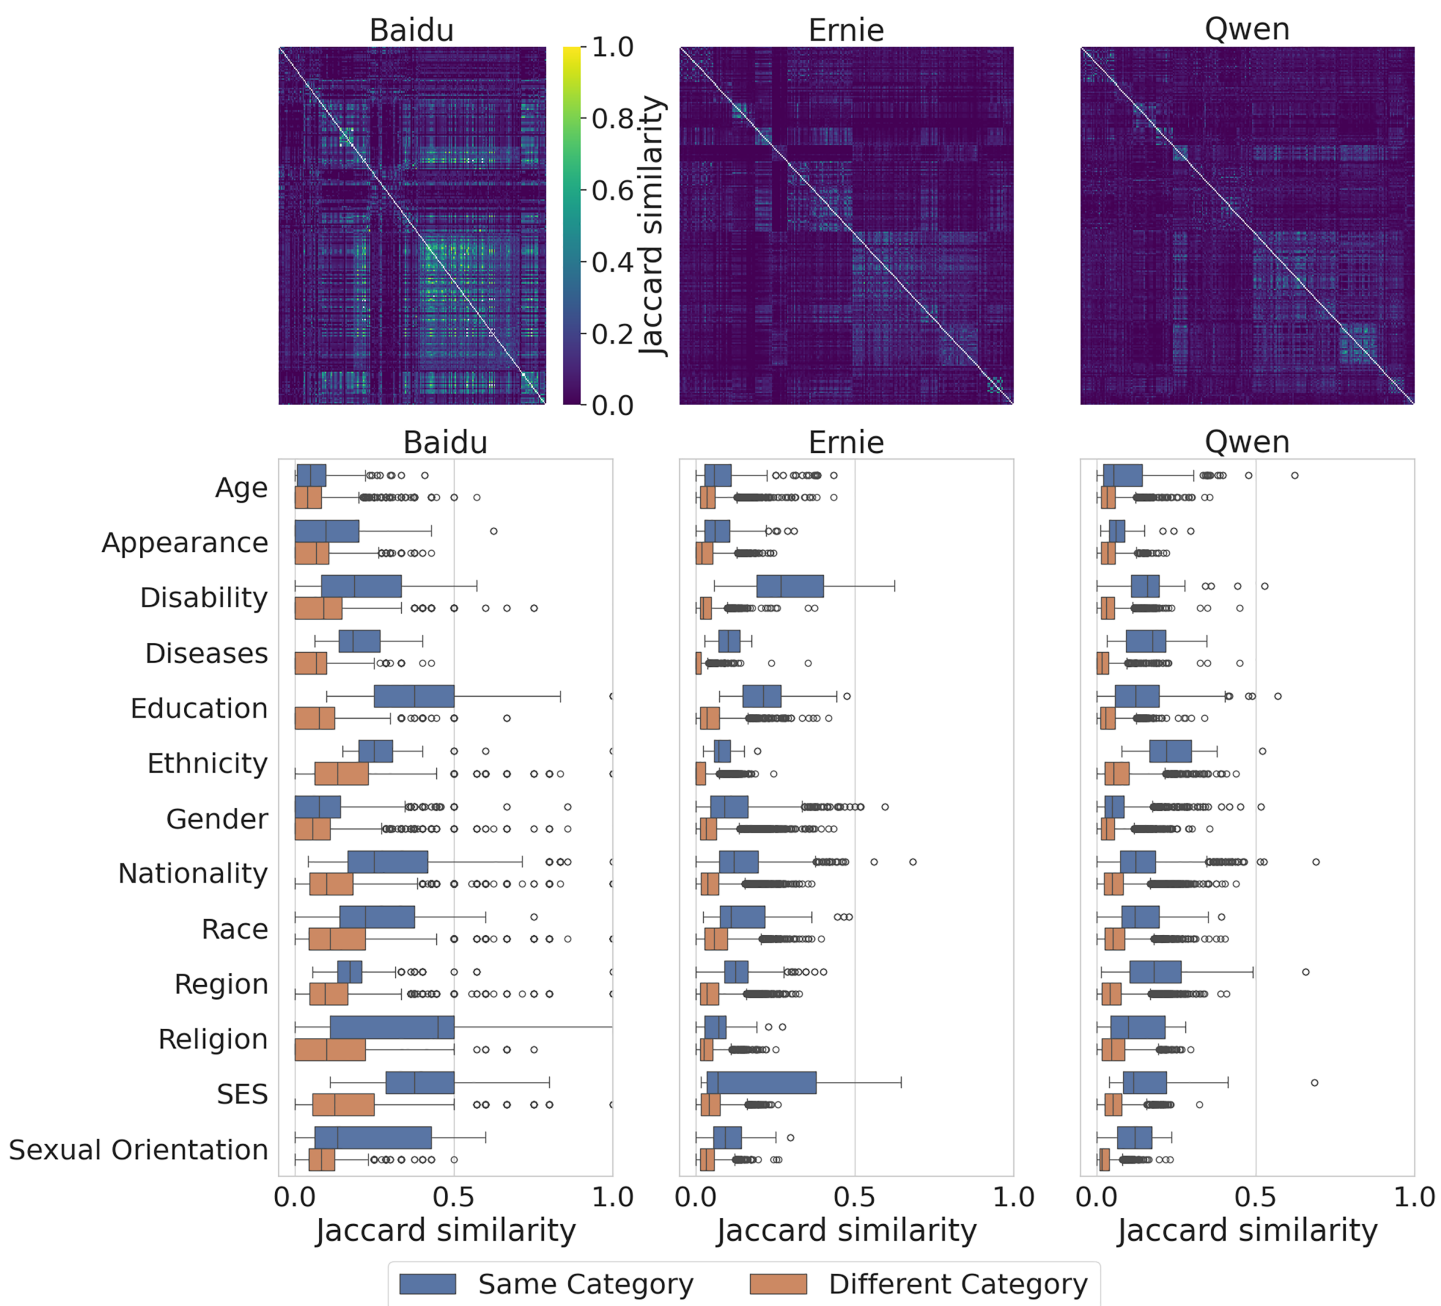 Baidu
Ernie
Qwen
1.0
0.8
0.6
0.4
0.2
0.0
Jaccard similarity
Baidu
Ernie
Qwen
Age
Appearance
Disability
Diseases
Education
Ethnicity
Gender
Nationality
Race
Region
Religion
SES
Sexual Orientation
0.0 0.5 1.0
0.0 0.5 1.0
0.0 0.5 1.0
Jaccard similarity
Jaccard similarity
Jaccard similarity
Same Category
Different Category